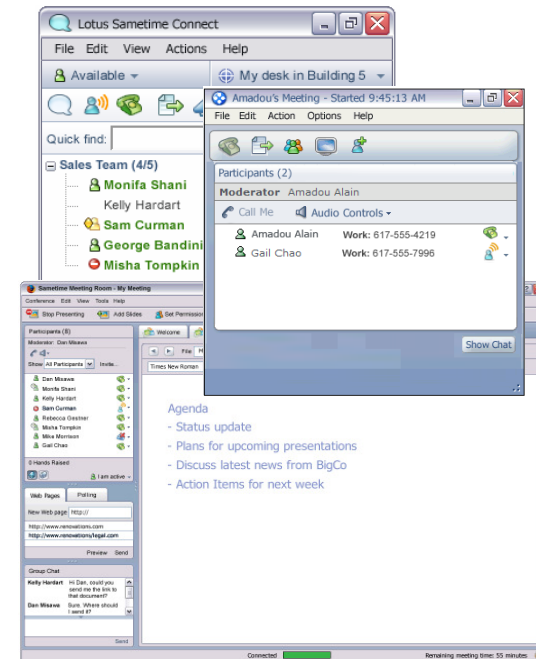 Lotus Sametime Connect
File Edit View Actions Help
Available
My desk in Building 5
Quick find:
Sales Team (4/5)
Monifa Shani
Kelly Hardart
Sam Curman
George Bandini
Misha Tompkin
Amadou's Meeting - Started 9:45:13 AM
File Edit Action Options Help
Participants (2)
Moderator Amadou Alain
Call Me Audio Controls
Amadou Alain Work: 617-555-4219
Gail Chao Work: 617-555-7996
Show Chat
Sametime Meeting Room - My Meeting
Conference Edit View Tools Help
Stop Presenting Add Slides Set Permissions
Participants (8)
Moderator: Dan Misawa
Show All Participants Invite...
Dan Misawa
Monifa Shani
Kelly Hardart
Sam Curman
Rebecca Gastner
Misha Tompkin
Mike Morrison
Gail Chao
0 Hands Raised
I am active
Web Pages Polling
New Web page http://
http://www.renovations.com
http://www.renovations/legal.com
Preview Send
Group Chat
Kelly Hardart Hi Dan, could you
send me the link to
that document?
Dan Misawa Sure. Where should
I send it?
Send
Welcome
File
Times New Roman
Agenda
- Status update
- Plans for upcoming presentations
- Discuss latest news from BigCo
- Action Items for next week
Connected
Remaining meeting time: 55 minutes